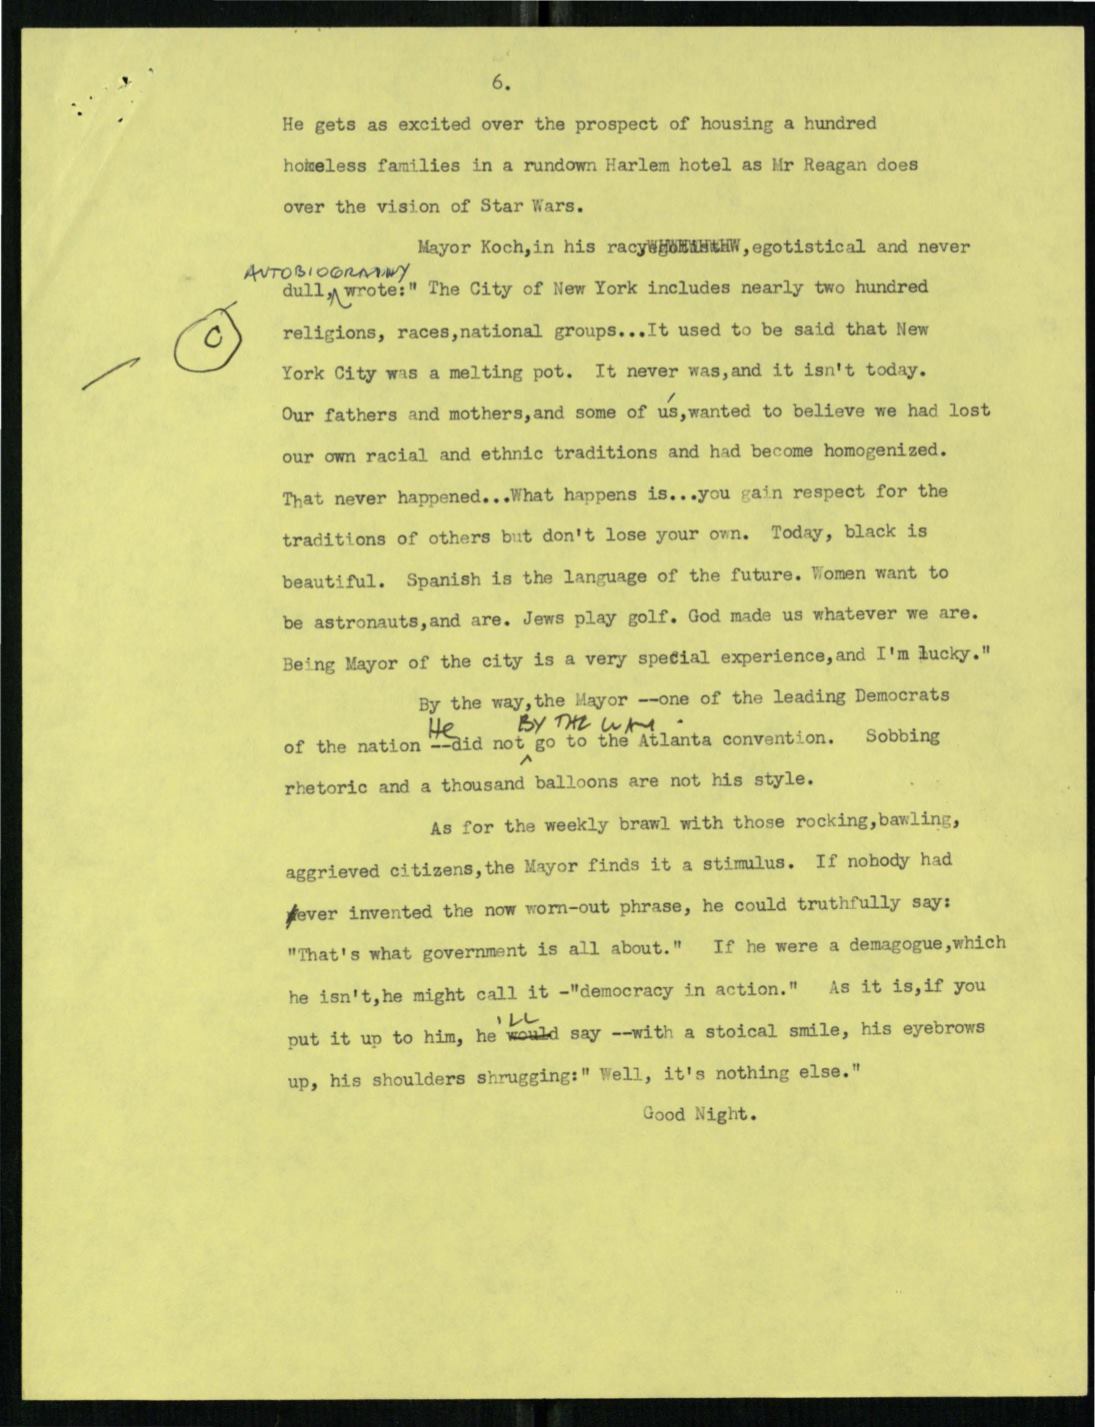 6.
He gets as excited over the prospect of housing a hundred
homeless families in a rundown Harlem hotel as Mr Reagan does
over the vision of Star Wars.
Mayor Koch,in his racy,egotistical and never
AUTOBIOGRAPHY
dull, wrote:" The City of New York includes nearly two hundred
C
religions, races,national groups...It used to be said that New
York City was a melting pot. It never was,and it isn't today.
Our fathers and mothers,and some of us,wanted to believe we had lost
our own racial and ethnic traditions and had become homogenized.
That never happened...What happens is...you gain respect for the
traditions of others but don't lose your own. Today, black is
beautiful. Spanish is the language of the future. Women want to
be astronauts,and are. Jews play golf. God made us whatever we are.
Being Mayor of the city is a very special experience,and I'm lucky."
By the way,the Mayor --one of the leading Democrats
He BY THE WAY
of the nation --did not go to the Atlanta convention. Sobbing
rhetoric and a thousand balloons are not his style.
As for the weekly brawl with those rocking,bawling,
aggrieved citizens,the Mayor finds it a stimulus. If nobody had
ever invented the now worn-out phrase, he could truthfully say:
"That's what government is all about." If he were a demagogue,which
he isn't,he might call it -"democracy in action." As it is,if you
'LL
put it up to him, he would say --with a stoical smile, his eyebrows
up, his shoulders shrugging:" Well, it's nothing else."
Good Night.